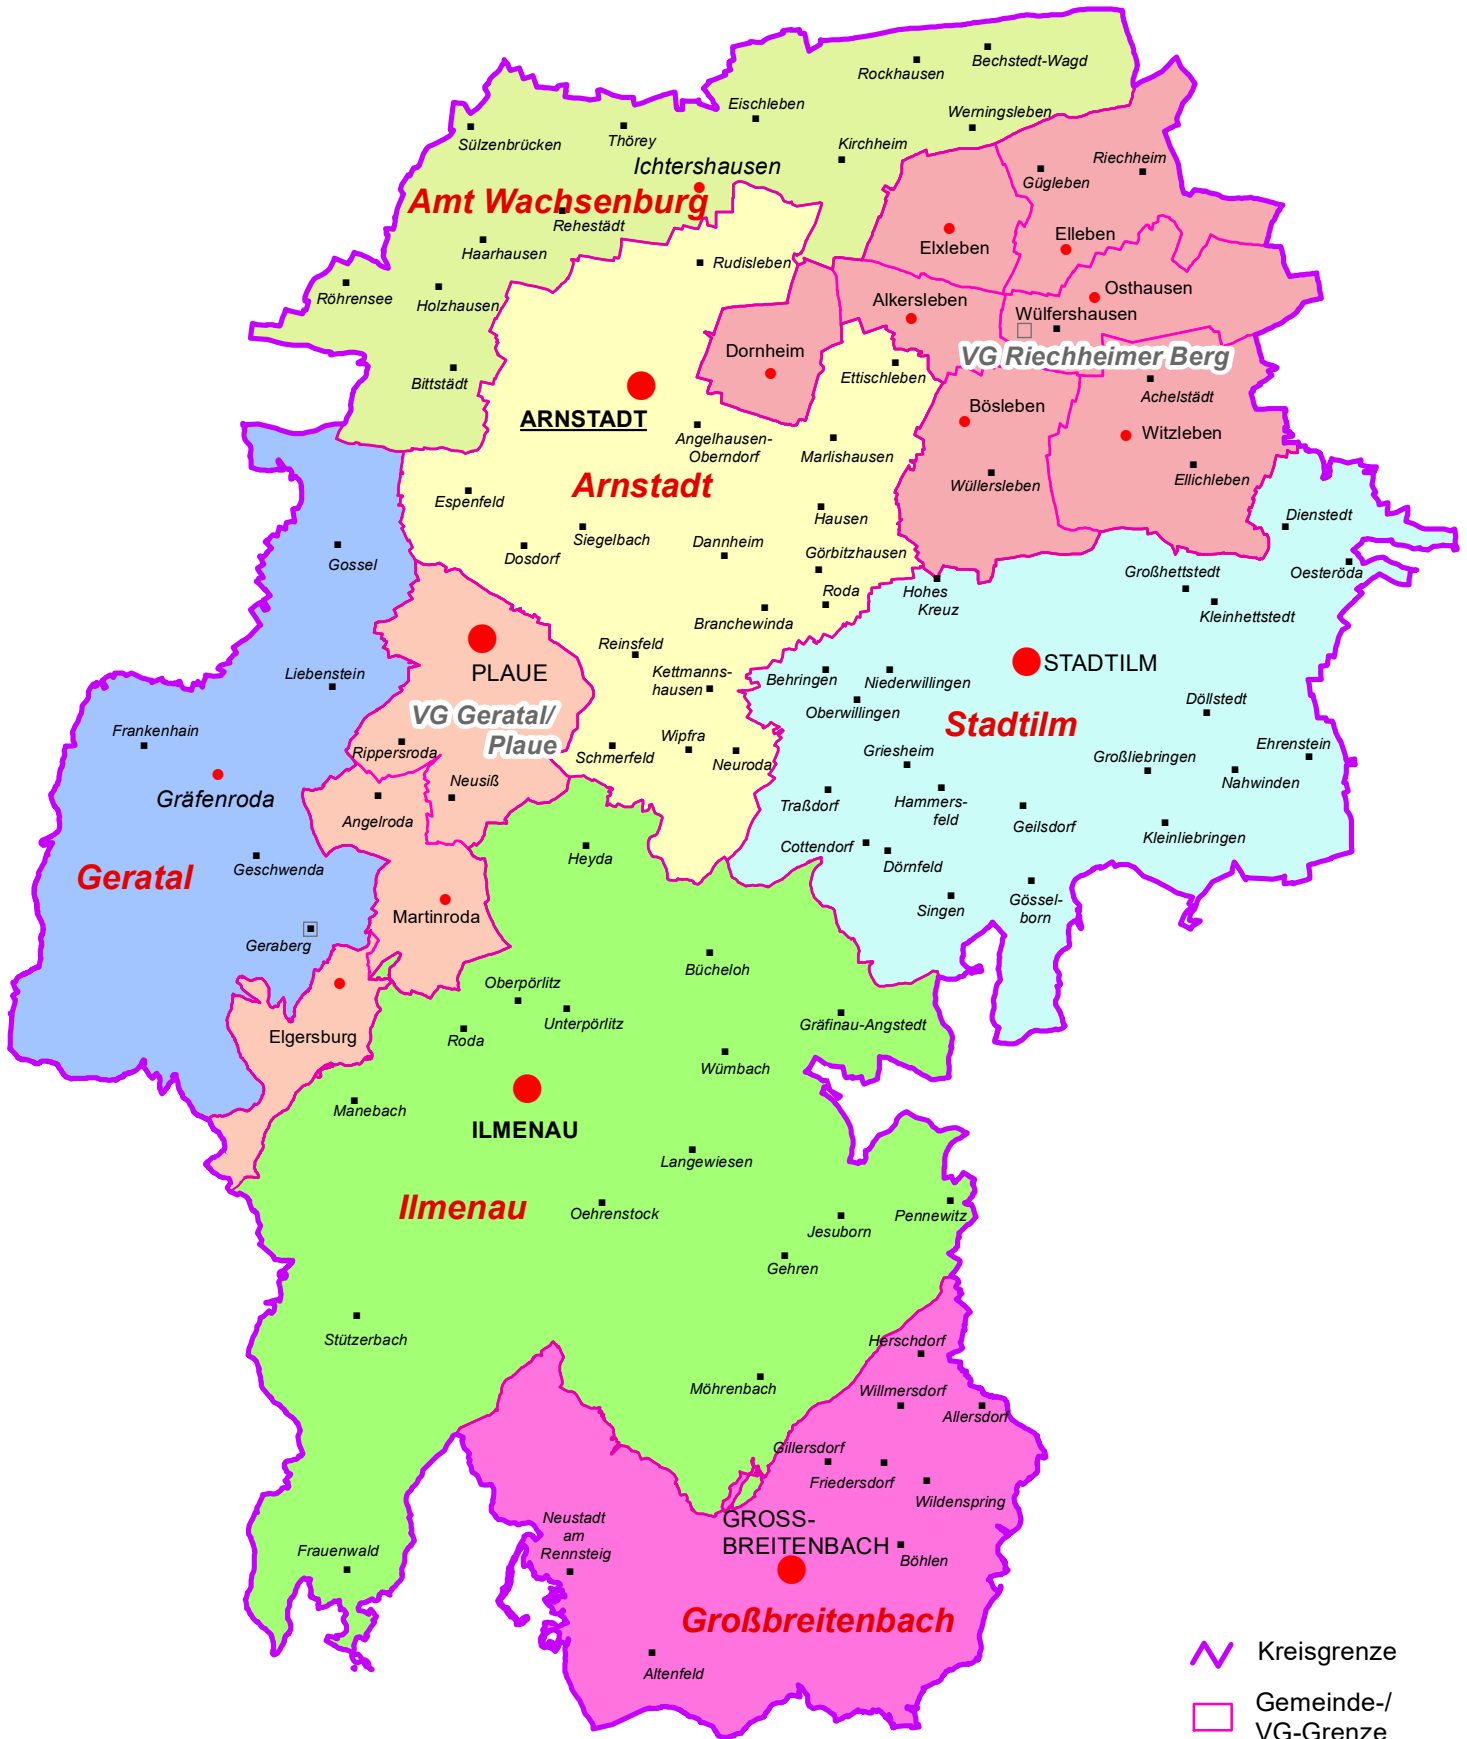 Bechstedt-Wagd
Rockhausen
Eischleben
Werningsleben
Sülzenbrücken
Thörey
Kirchheim
Ichtershausen
Riechheim
Gügleben
Amt Wachsenburg
Rehestädt
Haarhausen
Elxleben
Elleben
Rudisleben
Röhrensee
Holzhausen
Osthausen
Alkersleben
Wülfershausen
Dornheim
VG Riechheimer Berg
Ettischleben
Bittstädt
Achelstädt
ARNSTADT
Bösleben
Witzleben
Angelhausen-
Oberndorf
Marlishausen
Arnstadt
Wüllersleben
Ellichleben
Espenfeld
Hausen
Dienstedt
Siegelbach
Dannheim
Görbitzhausen
Dosdorf
Gossel
Großhettstedt
Oesteröda
Roda
Hohes
Kreuz
Kleinhettstedt
Branchewinda
Reinsfeld
STADTILM
PLAUE
Liebenstein
Kettmanns-
hausen
Behringen
Niederwillingen
Oberwillingen
Döllstedt
VG Geratal/
Plaue
Stadtilm
Frankenhain
Rippersroda
Schmerfeld
Wipfra
Neuroda
Griesheim
Großliebringen
Ehrenstein
Neusiß
Nahwinden
Gräfenroda
Traßdorf
Hammers-
feld
Angelroda
Geilsdorf
Kleinliebringen
Heyda
Cottendorf
Dörnfeld
Geschwenda
Geratal
Gössel-
born
Singen
Martinroda
Geraberg
Bücheloh
Oberpörlitz
Unterpörlitz
Gräfinau-Angstedt
Elgersburg
Roda
Wümbach
Manebach
ILMENAU
Langewiesen
Ilmenau
Oehrenstock
Pennewitz
Jesuborn
Gehren
Stützerbach
Herschdorf
Möhrenbach
Willmersdorf
Allersdorf
Gillersdorf
Friedersdorf
Wildenspring
Neustadt
am
Rennsteig
GROSS-
BREITENBACH
Frauenwald
Böhlen
Großbreitenbach
Altenfeld
Kreisgrenze
Gemeinde-/
VG-Grenze